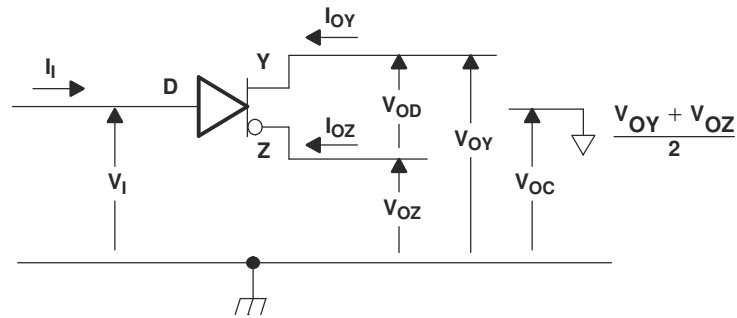 I_OY
I_I
D
Y
Z
I_OZ
V_OD
V_OY
V_OY + V_OZ
2
V_I
V_OZ
V_OC